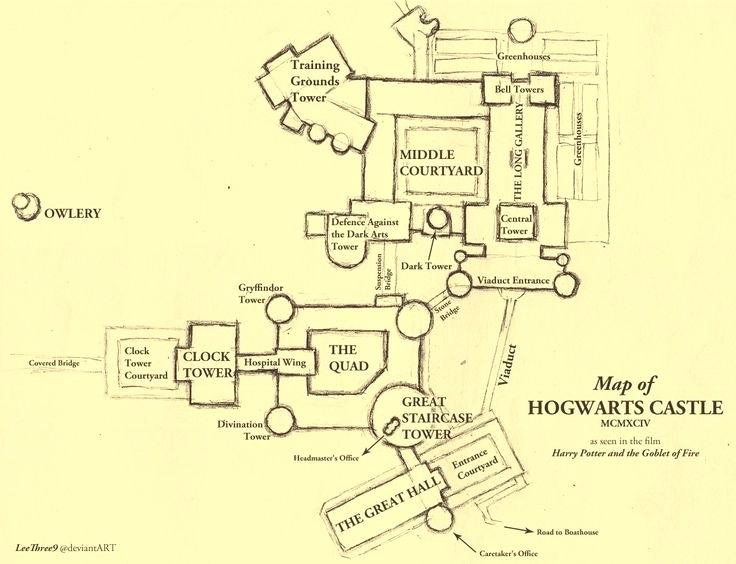 Training
Grounds
Tower
Greenhouses
Bell Towers
THE LONG GALLERY
Greenhouses
MIDDLE
COURTYARD
OWLERY
Defence Against
the Dark Arts
Tower
Central
Tower
Dark Tower
Suspension
Bridge
Viaduct Entrance
Gryffindor
Tower
Stone
Bridge
Covered Bridge
Clock
Tower
Courtyard
CLOCK
TOWER
Hospital Wing
THE
QUAD
Viaduct
Divination
Tower
GREAT
STAIRCASE
TOWER
Headmaster's Office
Entrance
Courtyard
THE GREAT HALL
Road to Boathouse
Caretaker's Office
Map of
HOGWARTS CASTLE
MCMXCIV
as seen in the film
Harry Potter and the Goblet of Fire
LeeThree9 @deviantART